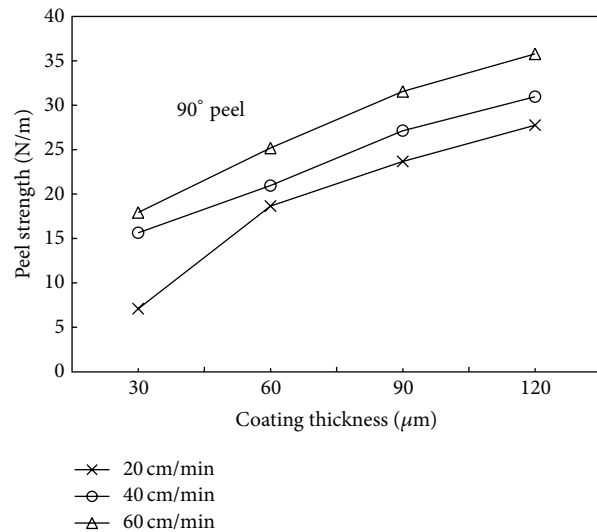 40
35
30
25
20
15
10
5
0
Peel strength (N/m)
90° peel
30 60 90 120
Coating thickness (μm)
20 cm/min
40 cm/min
60 cm/min